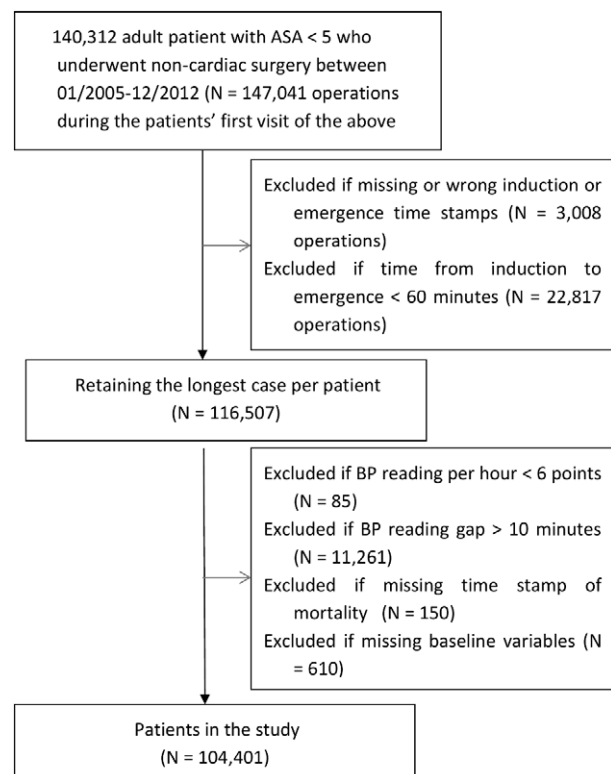 140,312 adult patient with ASA < 5 who
underwent non-cardiac surgery between
01/2005-12/2012 (N = 147,041 operations
during the patients' first visit of the above
Excluded if missing or wrong induction or
emergence time stamps (N = 3,008
operations)
Excluded if time from induction to
emergence < 60 minutes (N = 22,817
operations)
Retaining the longest case per patient
(N = 116,507)
Excluded if BP reading per hour < 6 points
(N = 85)
Excluded if BP reading gap > 10 minutes
(N = 11,261)
Excluded if missing time stamp of
mortality (N = 150)
Excluded if missing baseline variables (N
= 610)
Patients in the study
(N = 104,401)